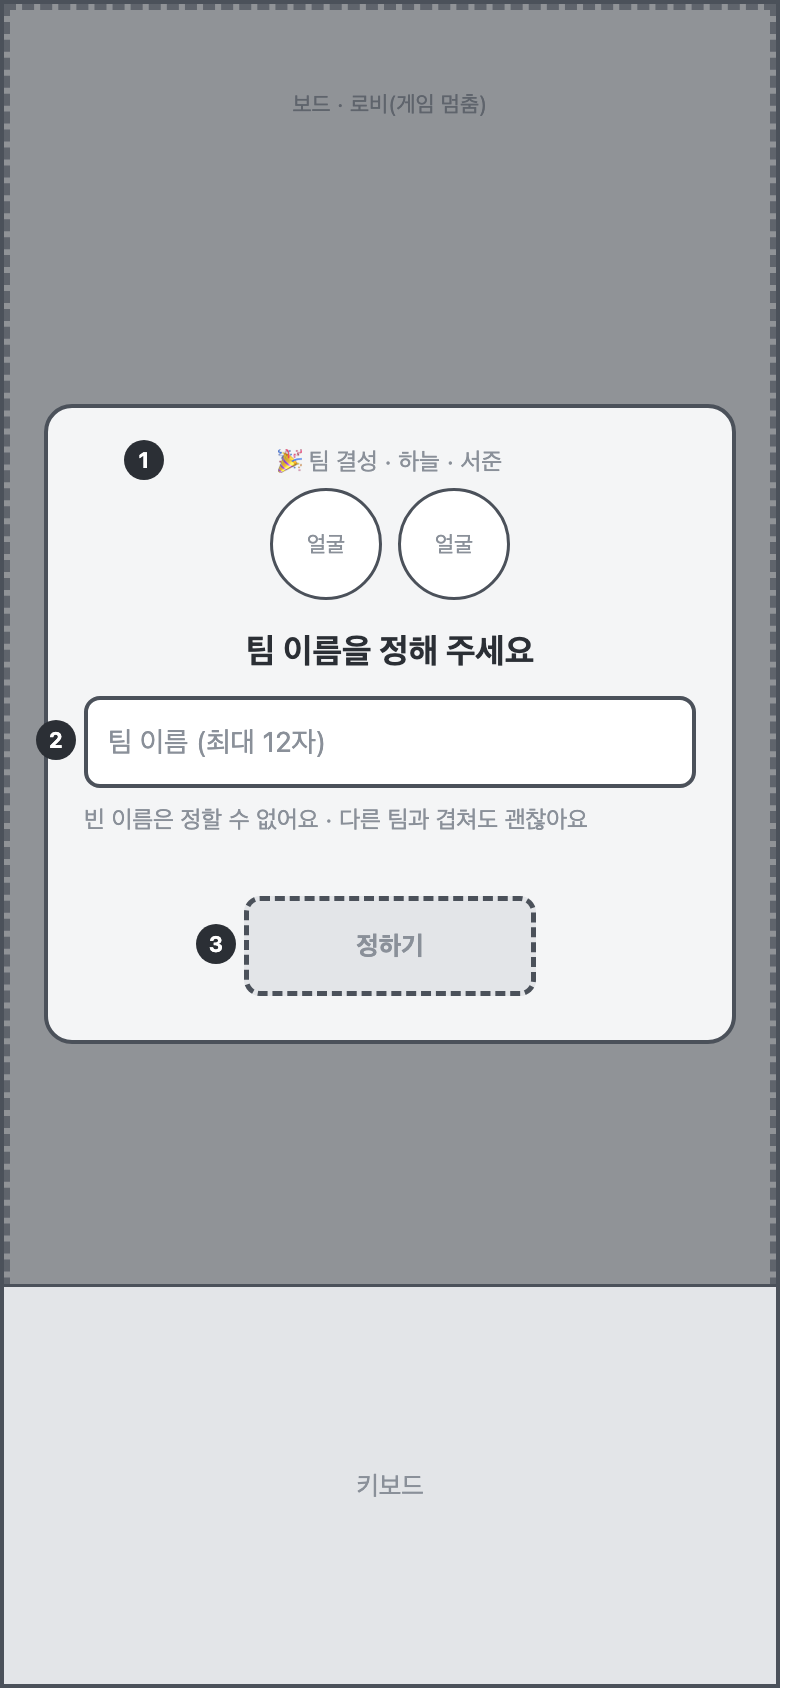 보드 · 로비(게임 멈춤)
1
🎉 팀 결성 · 하늘 · 서준
얼굴 얼굴
팀 이름을 정해 주세요
2
팀 이름 (최대 12자)
빈 이름은 정할 수 없어요 · 다른 팀과 겹쳐도 괜찮아요
3
정하기
키보드